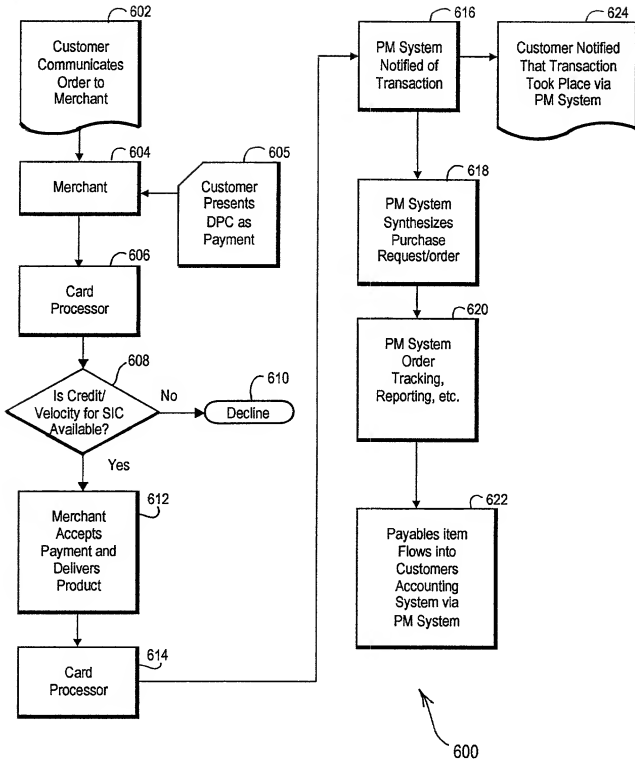 602
Customer
Communicates
Order to
Merchant
604
Merchant
605
Customer
Presents
DPC as
Payment
606
Card
Processor
608
Is Credit/
Velocity for SIC
Available?
No
610
Decline
Yes
612
Merchant
Accepts
Payment and
Delivers
Product
614
Card
Processor
616
PM System
Notified of
Transaction
624
Customer Notified
That Transaction
Took Place via
PM System
618
PM System
Synthesizes
Purchase
Request/order
620
PM System
Order
Tracking,
Reporting, etc.
622
Payables item
Flows into
Customers
Accounting
System via
PM System
600